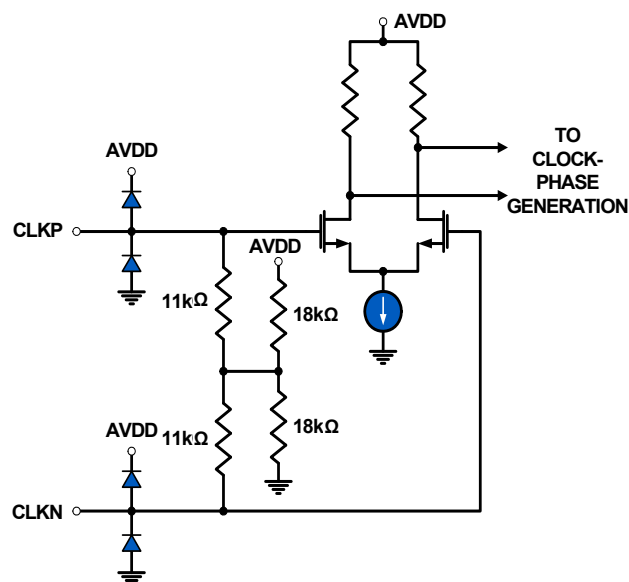 AVDD
TO
CLOCK-
PHASE
GENERATION
AVDD
CLKP
AVDD
11kΩ
18kΩ
AVDD
11kΩ
18kΩ
CLKN